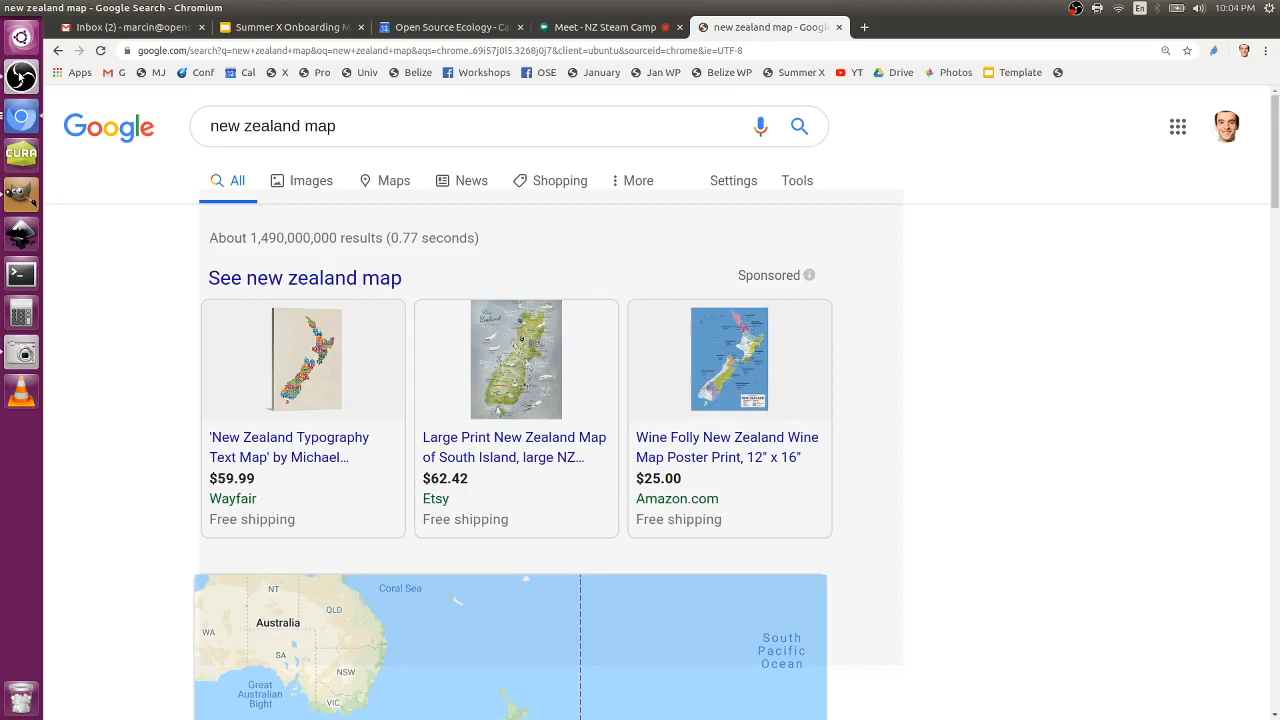 new zealand map - Google Search - Chromium
En
10:04 PM
Inbox (2) - marcin@opens
Summer X Onboarding M
Open Source Ecology - Ca
Meet - NZ Steam Camp
new zealand map - Googl
google.com/search?q=new+zealand+map&oq=new+zealand+map&aqs=chrome..69i57j0l5.3268j0j7&client=ubuntu&sourceid=chrome&ie=UTF-8
Apps
G
MJ
Conf
Cal
S
Pro
Univ
Belize
Workshops
OSE
January
Jan WP
Belize WP
Summer X
YT
Drive
Photos
Template
CURA
Google
new zealand map
All
Images
Maps
News
Shopping
More
Settings
Tools
About 1,490,000,000 results (0.77 seconds)
See new zealand map
Sponsored
'New Zealand Typography
Text Map' by Michael...
$59.99
Wayfair
Free shipping
Large Print New Zealand Map
of South Island, large NZ...
$62.42
Etsy
Free shipping
Wine Folly New Zealand Wine
Map Poster Print, 12" x 16"
$25.00
Amazon.com
Free shipping
NT
Coral Sea
QLD
Australia
WA
SA
NSW
Great
Australian
Bight
VIC
South
Pacific
Ocean